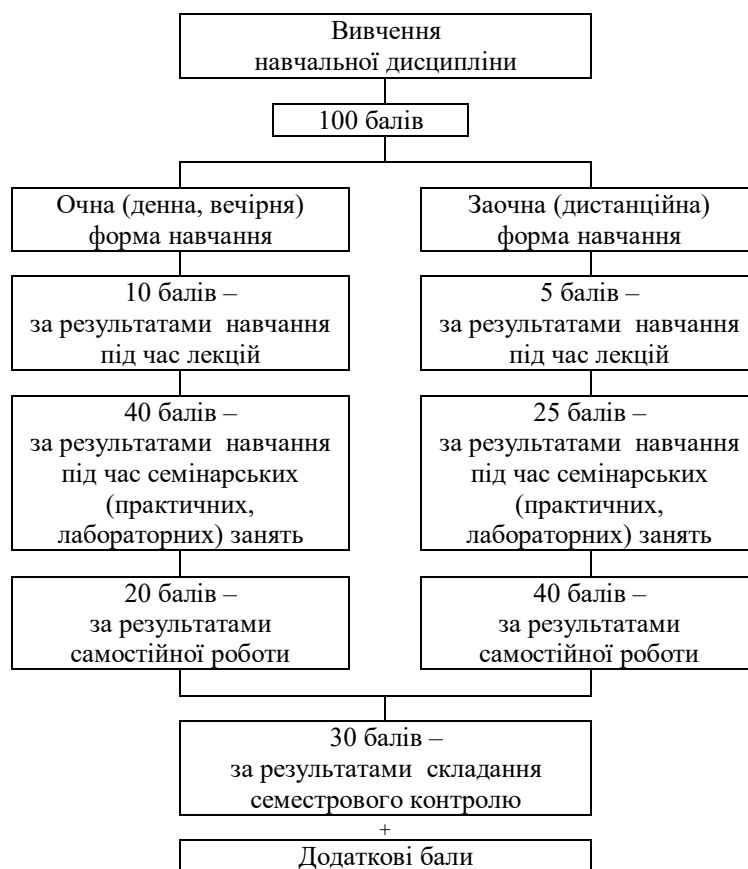 Вивчення
навчальної дисципліни
100 балів
Очна (денна, вечірня)
форма навчання
10 балів –
за результатами навчання
під час лекцій
40 балів –
за результатами навчання
під час семінарських
(практичних,
лабораторних) занять
20 балів –
за результатами
самостійної роботи
Заочна (дистанційна)
форма навчання
5 балів –
за результатами навчання
під час лекцій
25 балів –
за результатами навчання
під час семінарських
(практичних,
лабораторних) занять
40 балів –
за результатами
самостійної роботи
30 балів –
за результатами складання
семестрового контролю
+
Додаткові бали